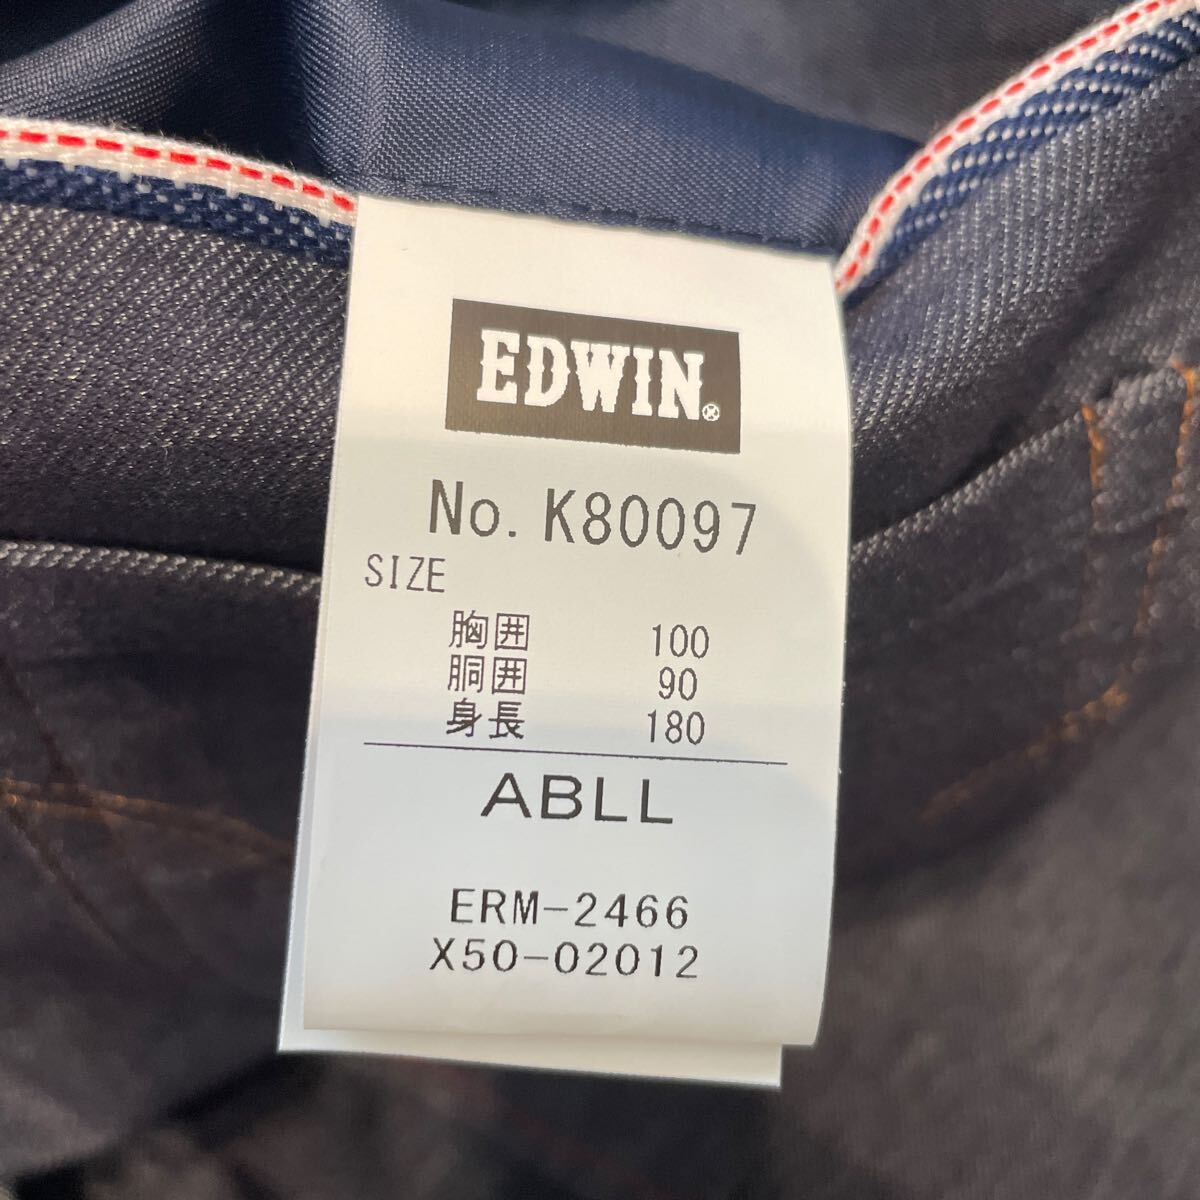 EDWIN®
No. K80097
SIZE
胸囲 100
胴囲 90
身長 180
ABLL
ERM-2466
X50-02012